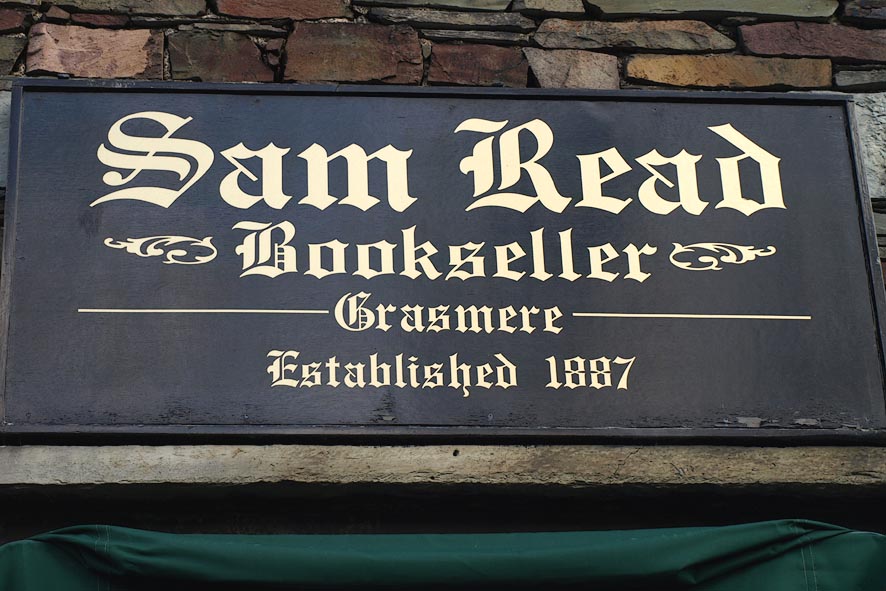 Sam Read
Bookseller
Grasmere
Established 1887